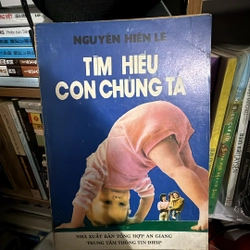 NGUYỄN HIẾN LÊ
TÌM HIỂU
CON CHÚNG TA
NHÀ XUẤT BẢN TỔNG HỢP AN GIANG
TRUNG TÂM THÔNG TIN ĐHSP